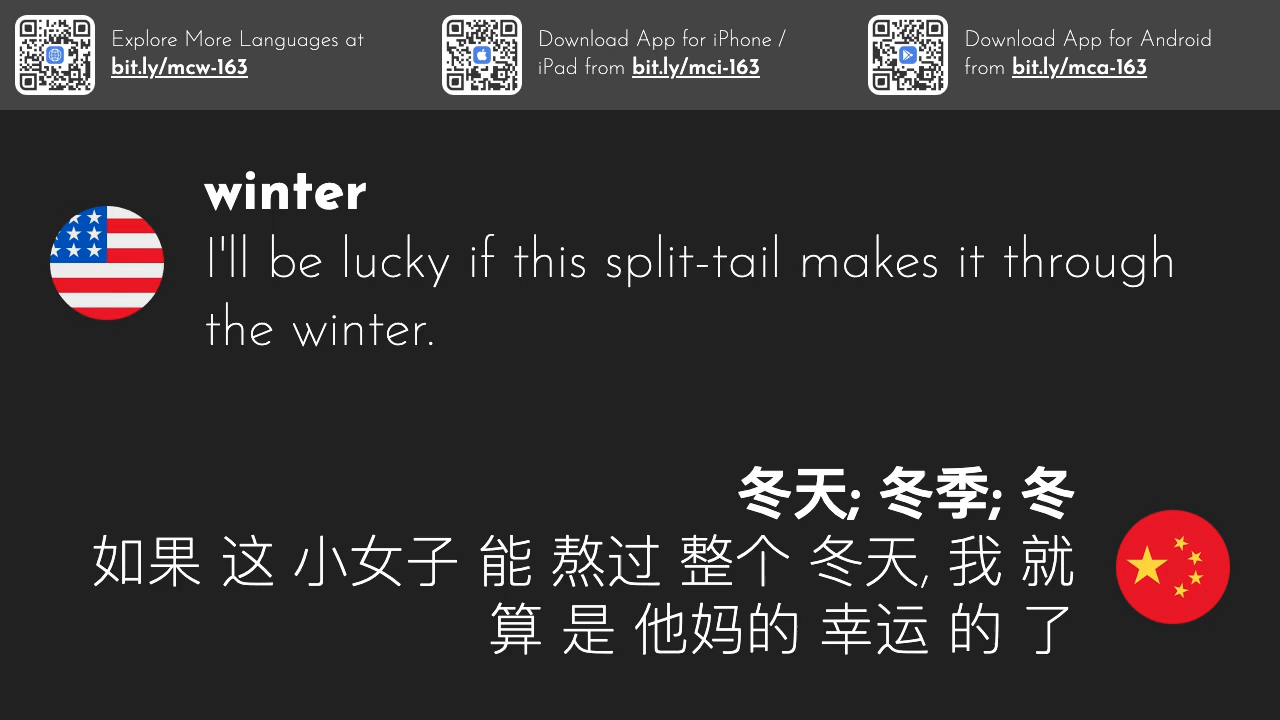 Explore More Languages at
bit.ly/mcw-163
Download App for iPhone /
iPad from bit.ly/mci-163
Download App for Android
from bit.ly/mca-163
winter
I'll be lucky if this split-tail makes it through
the winter.
冬天; 冬季; 冬
如果 这 小女子 能 熬过 整个 冬天, 我 就
算 是 他妈的 幸运 的 了